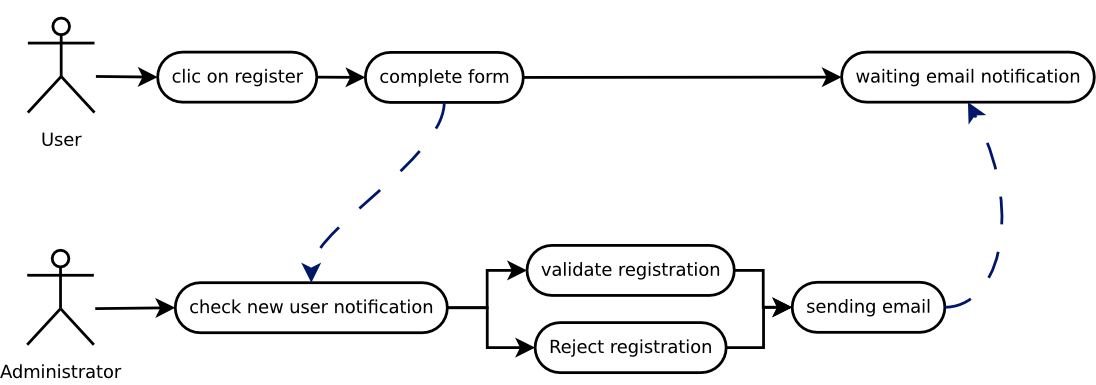 clic on register
complete form
waiting email notification
User
validate registration
check new user notification
sending email
Reject registration
Administrator